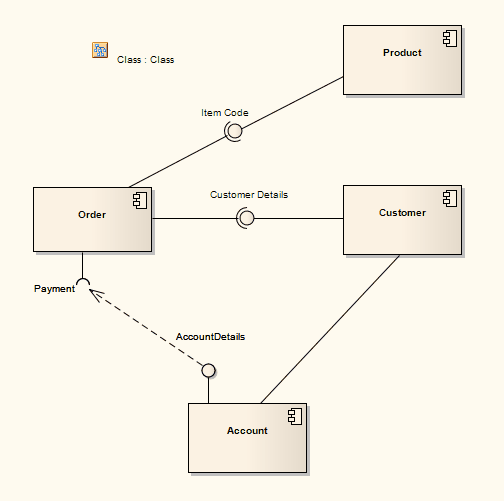 Product
Class : Class
Item Code
Customer Details
Order
Customer
Payment
AccountDetails
Account